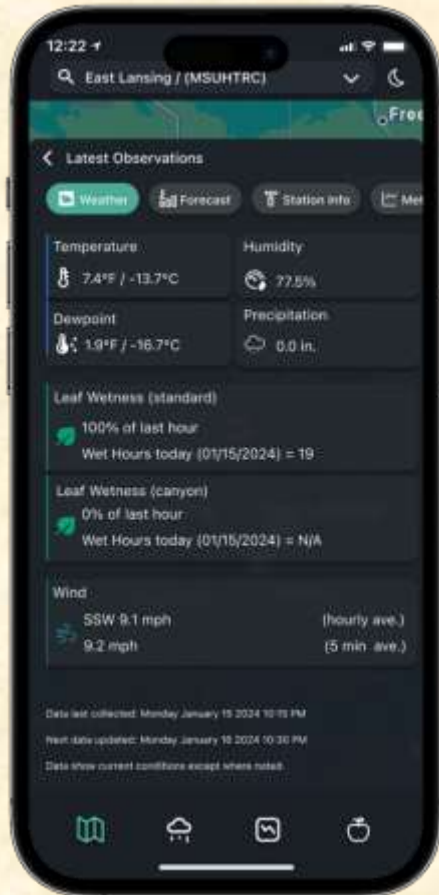 12:22
East Lansing / (MSUHTRC)
Free
Latest Observations
Weather Forecast Station Info Met
Temperature Humidity
7.4°F / -13.7°C 77.5%
Dewpoint Precipitation
1.9°F / -16.7°C 0.0 in.
Leaf Wetness (standard)
100% of last hour
Wet Hours today (01/15/2024) = 19
Leaf Wetness (canyon)
0% of last hour
Wet Hours today (01/15/2024) = N/A
Wind
SSW 9.1 mph (hourly ave.)
9.2 mph (5 min ave.)
Data last collected: Monday January 15 2024 10:15 PM
Next data updated: Monday January 10:30 PM
Data show current conditions except where noted.